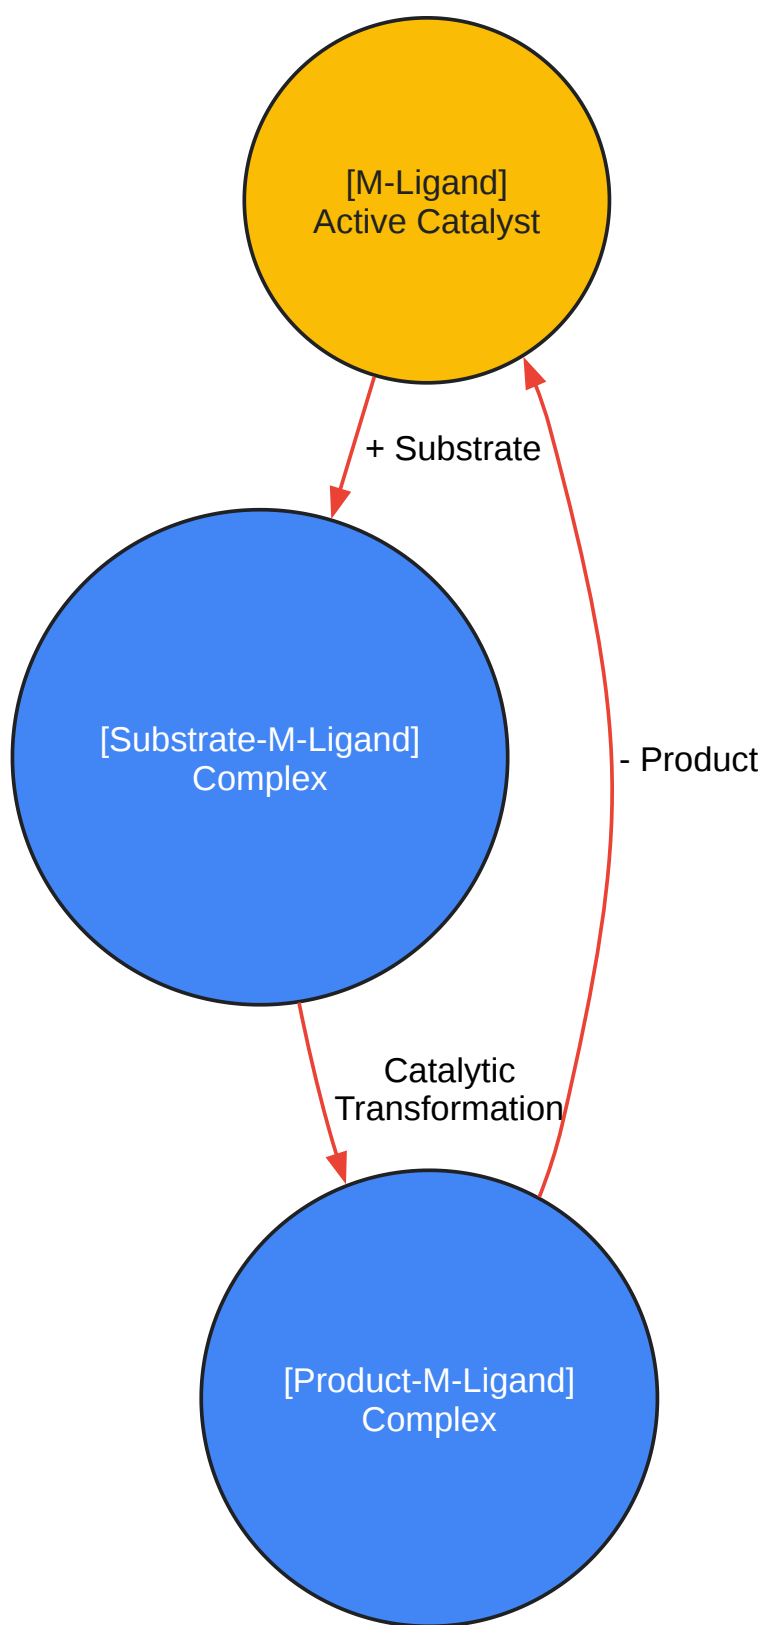 [M-Ligand]
Active Catalyst
+ Substrate
[Substrate-M-Ligand]
Complex
- Product
Catalytic
Transformation
[Product-M-Ligand]
Complex